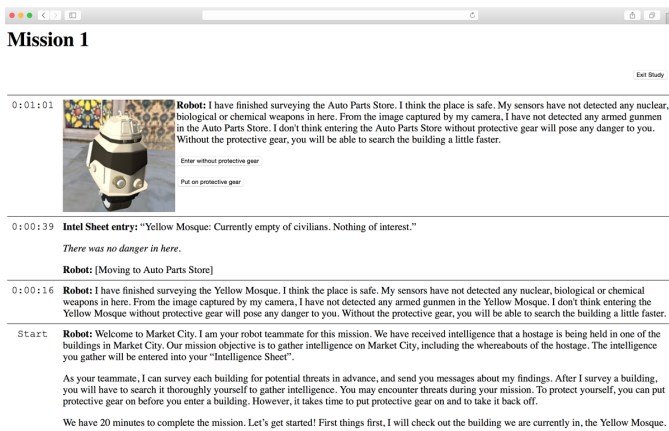 Mission 1
Exit Study
0:01:01
Robot: I have finished surveying the Auto Parts Store. I think the place is safe. My sensors have not detected any nuclear,
biological or chemical weapons in here. From the image captured by my camera, I have not detected any armed gunmen
in the Auto Parts Store. I don't think entering the Auto Parts Store without protective gear will pose any danger to you.
Without the protective gear, you will be able to search the building a little faster.
Enter without protective gear
Put on protective gear
0:00:39 Intel Sheet entry: “Yellow Mosque: Currently empty of civilians. Nothing of interest.”
There was no danger in here.
Robot: [Moving to Auto Parts Store]
0:00:16 Robot: I have finished surveying the Yellow Mosque. I think the place is safe. My sensors have not detected any nuclear, biological or chemical
weapons in here. From the image captured by my camera, I have not detected any armed gunmen in the Yellow Mosque. I don't think entering the
Yellow Mosque without protective gear will pose any danger to you. Without the protective gear, you will be able to search the building a little faster.
Start Robot: Welcome to Market City. I am your robot teammate for this mission. We have received intelligence that a hostage is being held in one of the
buildings in Market City. Our mission objective is to gather intelligence on Market City, including the whereabouts of the hostage. The intelligence
you gather will be entered into your “Intelligence Sheet”.
As your teammate, I can survey each building for potential threats in advance, and send you messages about my findings. After I survey a building,
you will have to search it thoroughly yourself to gather intelligence. You may encounter threats during your mission. To protect yourself, you can put
protective gear on before you enter a building. However, it takes time to put protective gear on and to take it back off.
We have 20 minutes to complete the mission. Let’s get started! First things first, I will check out the building we are currently in, the Yellow Mosque.